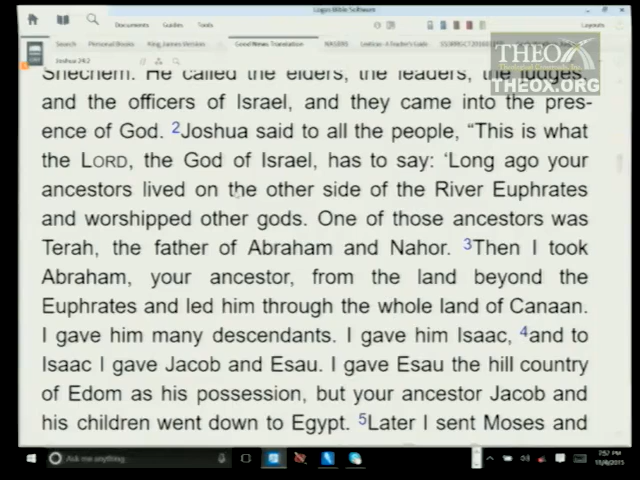 Logos Bible Software
Documents Guides Tools
Layouts
Search Personal Books King James Version Good News Translation
Joshua 24:2
THEOX
THEOX.ORG
Shechem. He called the elders, the leaders, the judges,
and the officers of Israel, and they came into the pres-
ence of God. 2Joshua said to all the people, “This is what
the LORD, the God of Israel, has to say: ‘Long ago your
ancestors lived on the other side of the River Euphrates
and worshipped other gods. One of those ancestors was
Terah, the father of Abraham and Nahor. 3Then I took
Abraham, your ancestor, from the land beyond the
Euphrates and led him through the whole land of Canaan.
I gave him many descendants. I gave him Isaac, 4and to
Isaac I gave Jacob and Esau. I gave Esau the hill country
of Edom as his possession, but your ancestor Jacob and
his children went down to Egypt. 5Later I sent Moses and
Ask me anything
7:57 PM